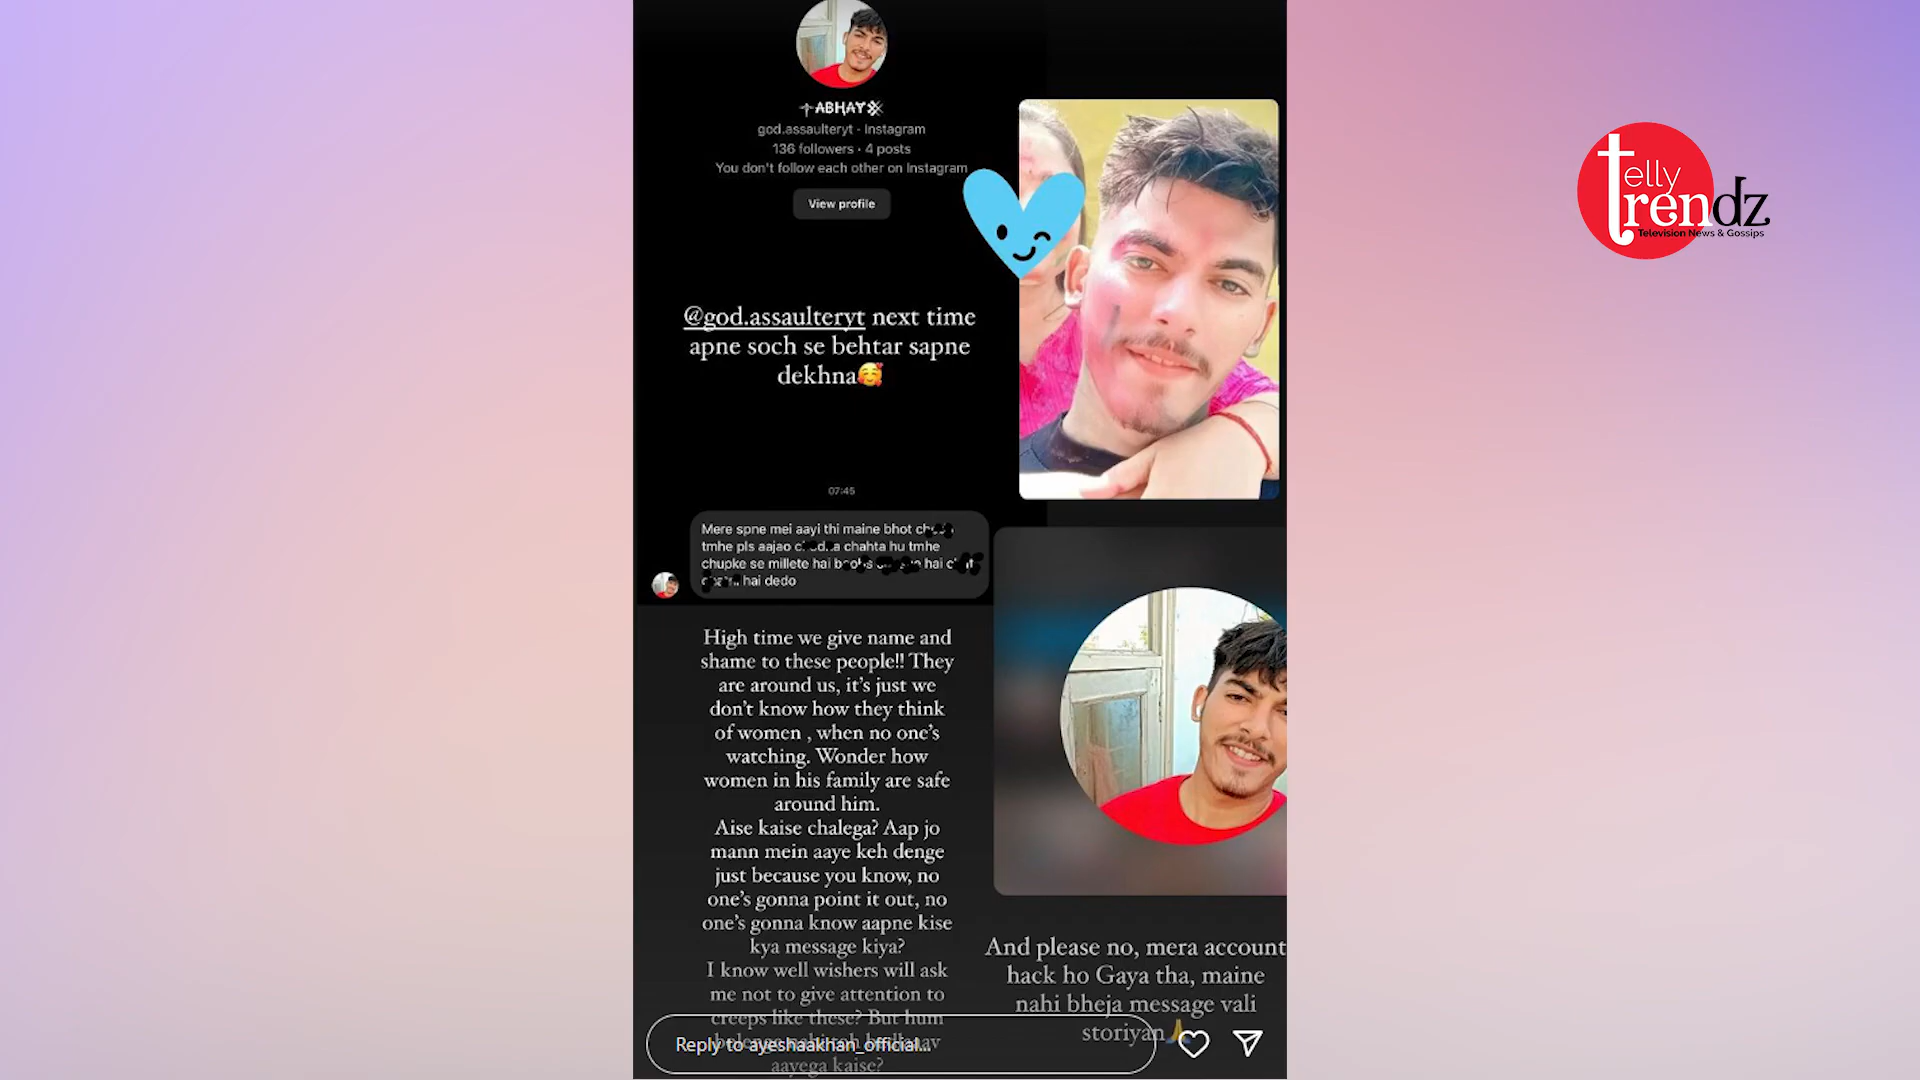 ABHAY
god.assaulteryt · Instagram
136 followers · 4 posts
You don't follow each other on Instagram
View profile
@god.assaulteryt next time
apne soch se behtar sapne
dekhna🥰
07:45
Mere spne mei aayi thi maine bhot
tmhe pls aajao chahta hu tmhe
chupke se millete hai hai
hai dedo
High time we give name and
shame to these people!! They
are around us, it's just we
don't know how they think
of women , when no one's
watching. Wonder how
women in his family are safe
around him.
Aise kaise chalega? Aap jo
mann mein aaye keh denge
just because you know, no
one's gonna point it out, no
one's gonna know aapne kise
kya message kiya?
I know well wishers will ask
me not to give attention to
creeps like these? But hum
aayega kaise?
And please no, mera account
hack ho Gaya tha, maine
nahi bheja message vali
storiyan🙏
Reply to ayeshaakhan_official...
telly
trendz
Television News & Gossips